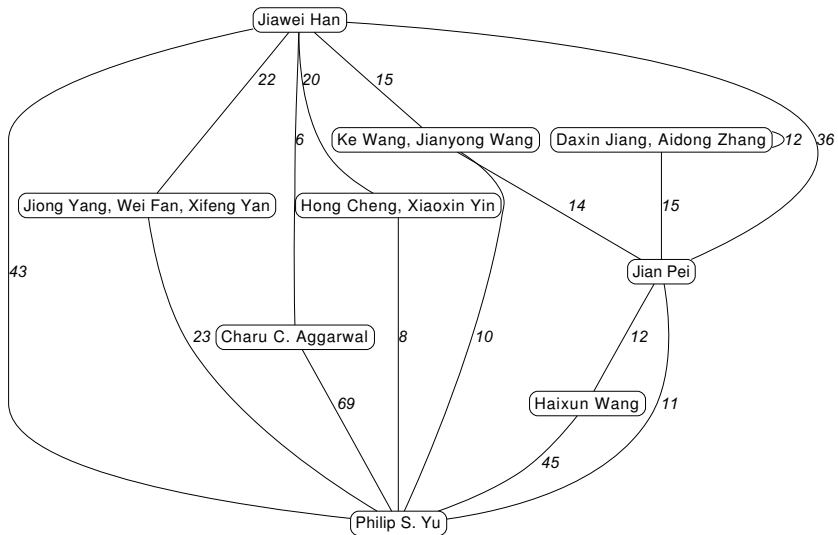 Jiawei Han
22
20
15
6
Ke Wang, Jianyong Wang
Daxin Jiang, Aidong Zhang
12
36
Jiong Yang, Wei Fan, Xifeng Yan
Hong Cheng, Xiaoxin Yin
14
15
43
Jian Pei
23
Charu C. Aggarwal
8
10
12
69
Haixun Wang
11
45
Philip S. Yu